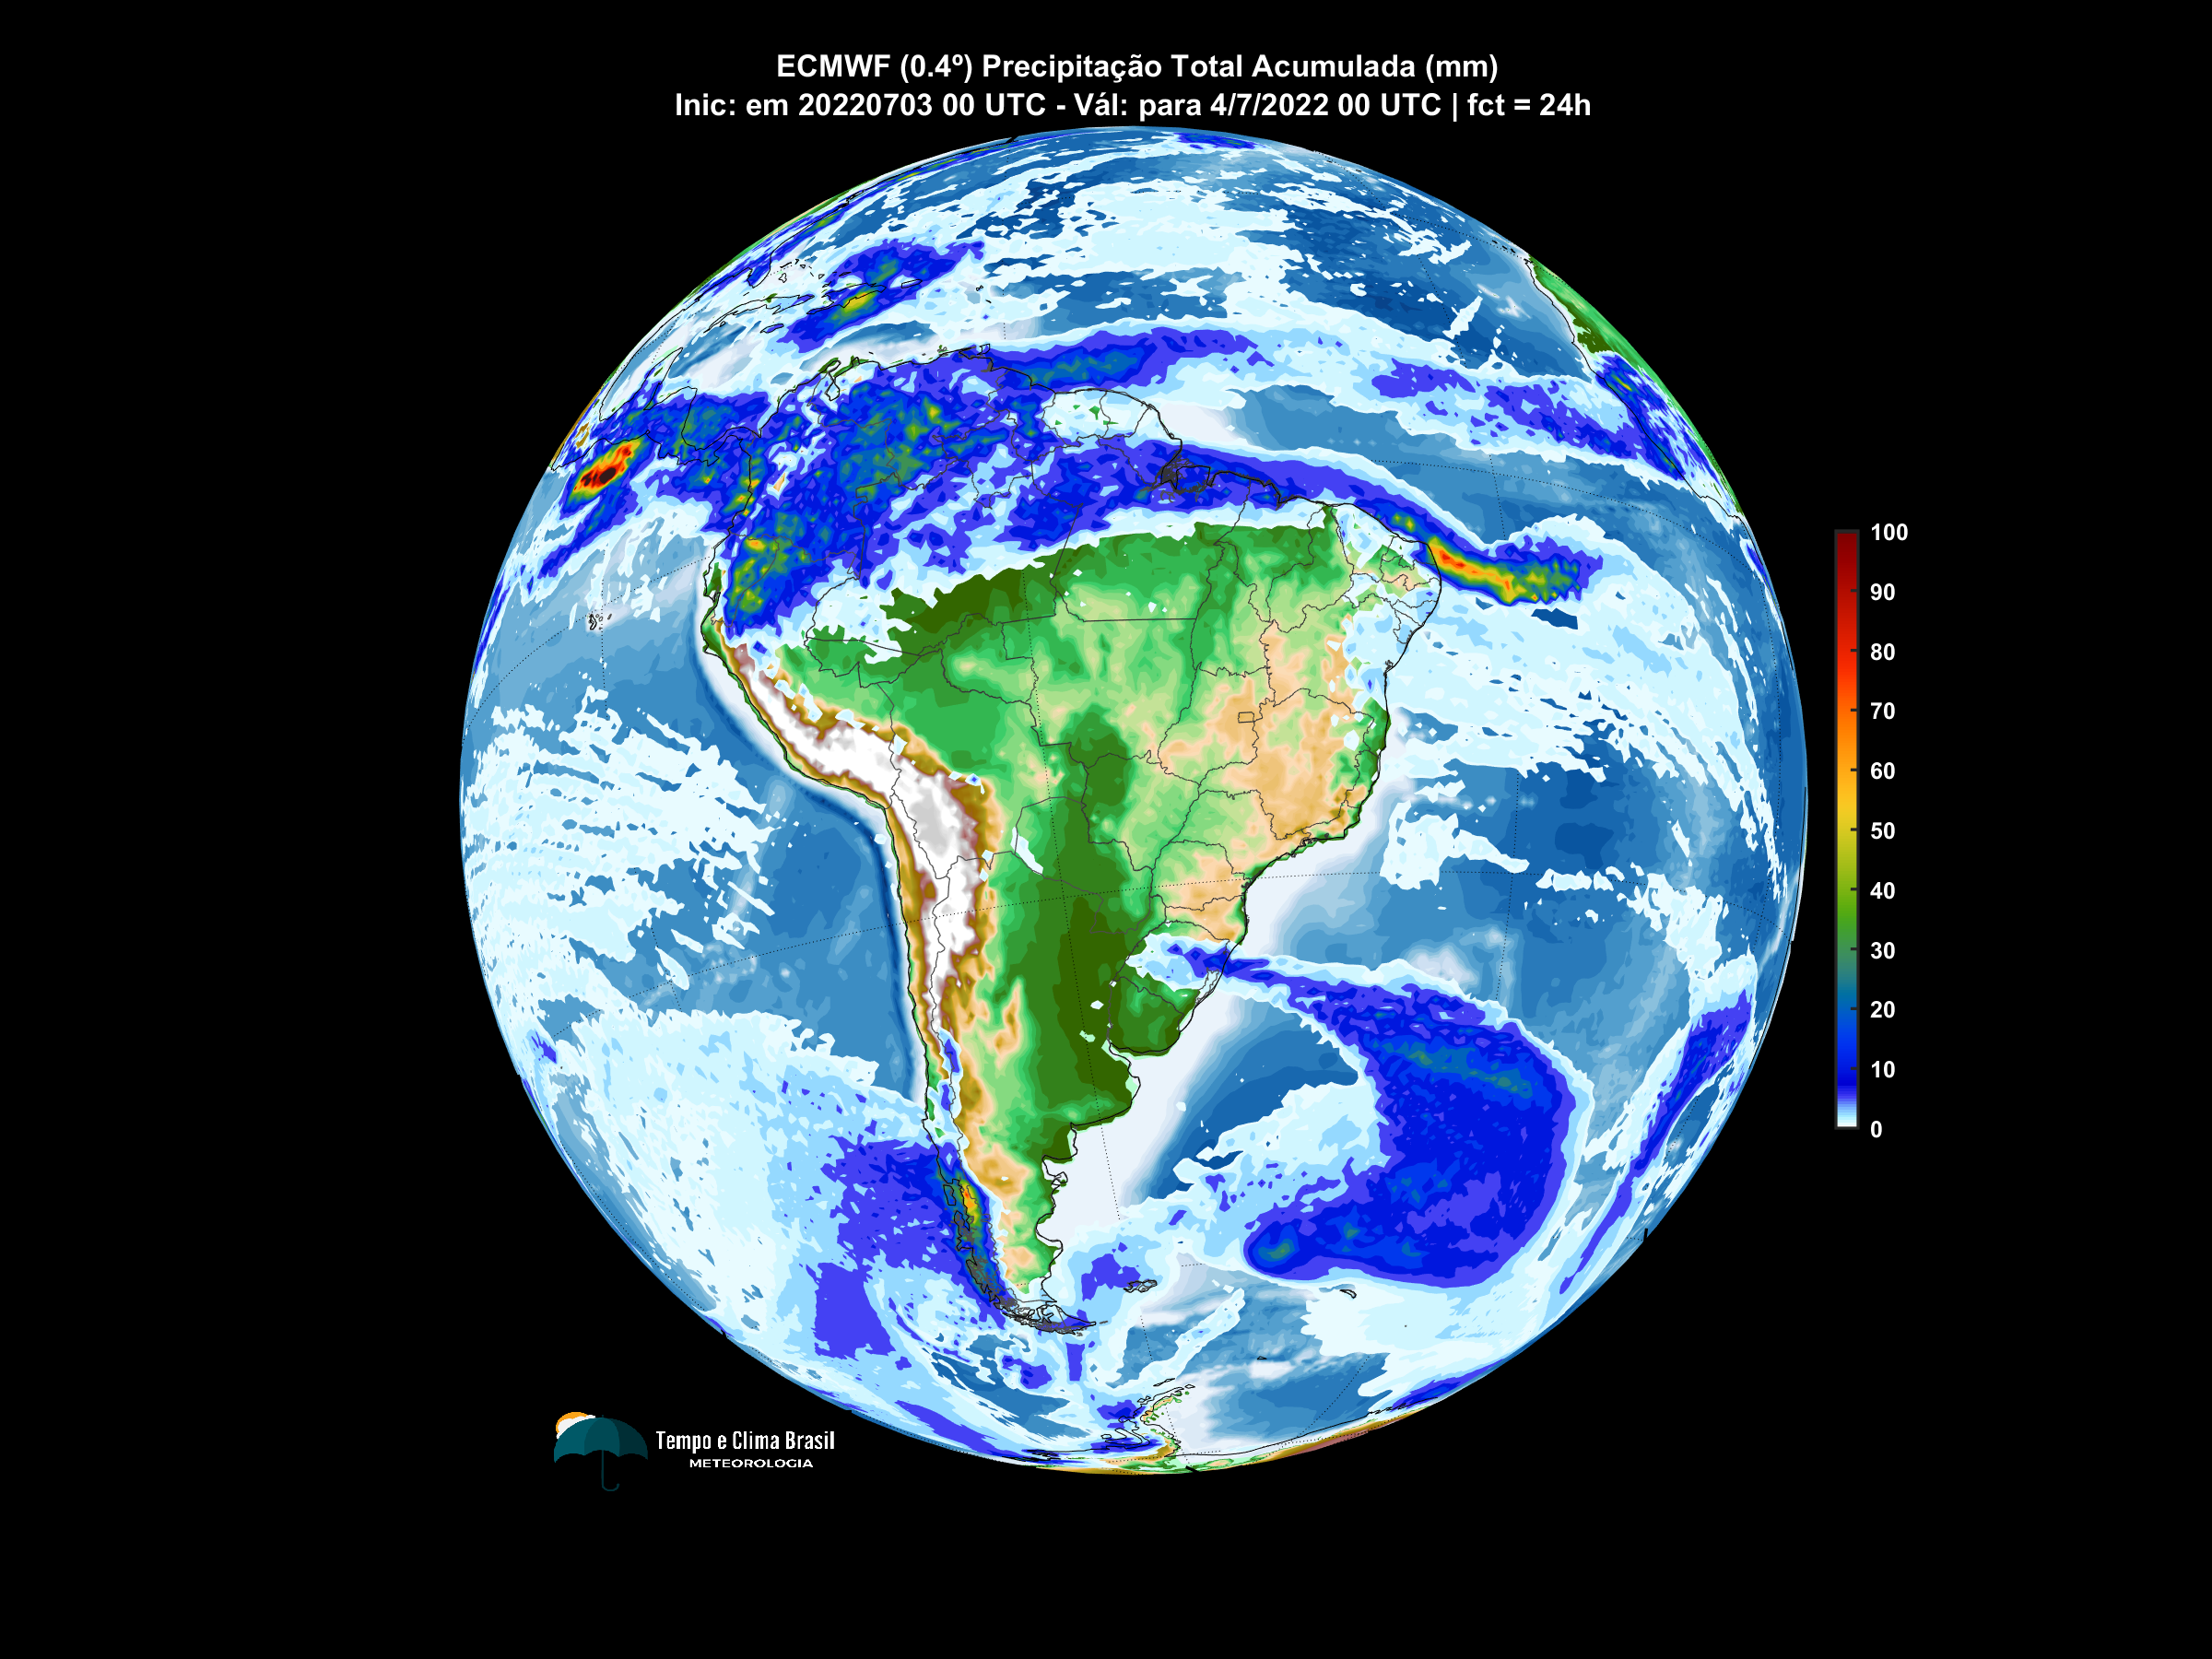 ECMWF (0.4º) Precipitação Total Acumulada (mm)
Inic: em 20220703 00 UTC - Vál: para 4/7/2022 00 UTC | fct = 24h
100
90
80
70
60
50
40
30
20
10
0
Tempo e Clima Brasil
METEOROLOGIA